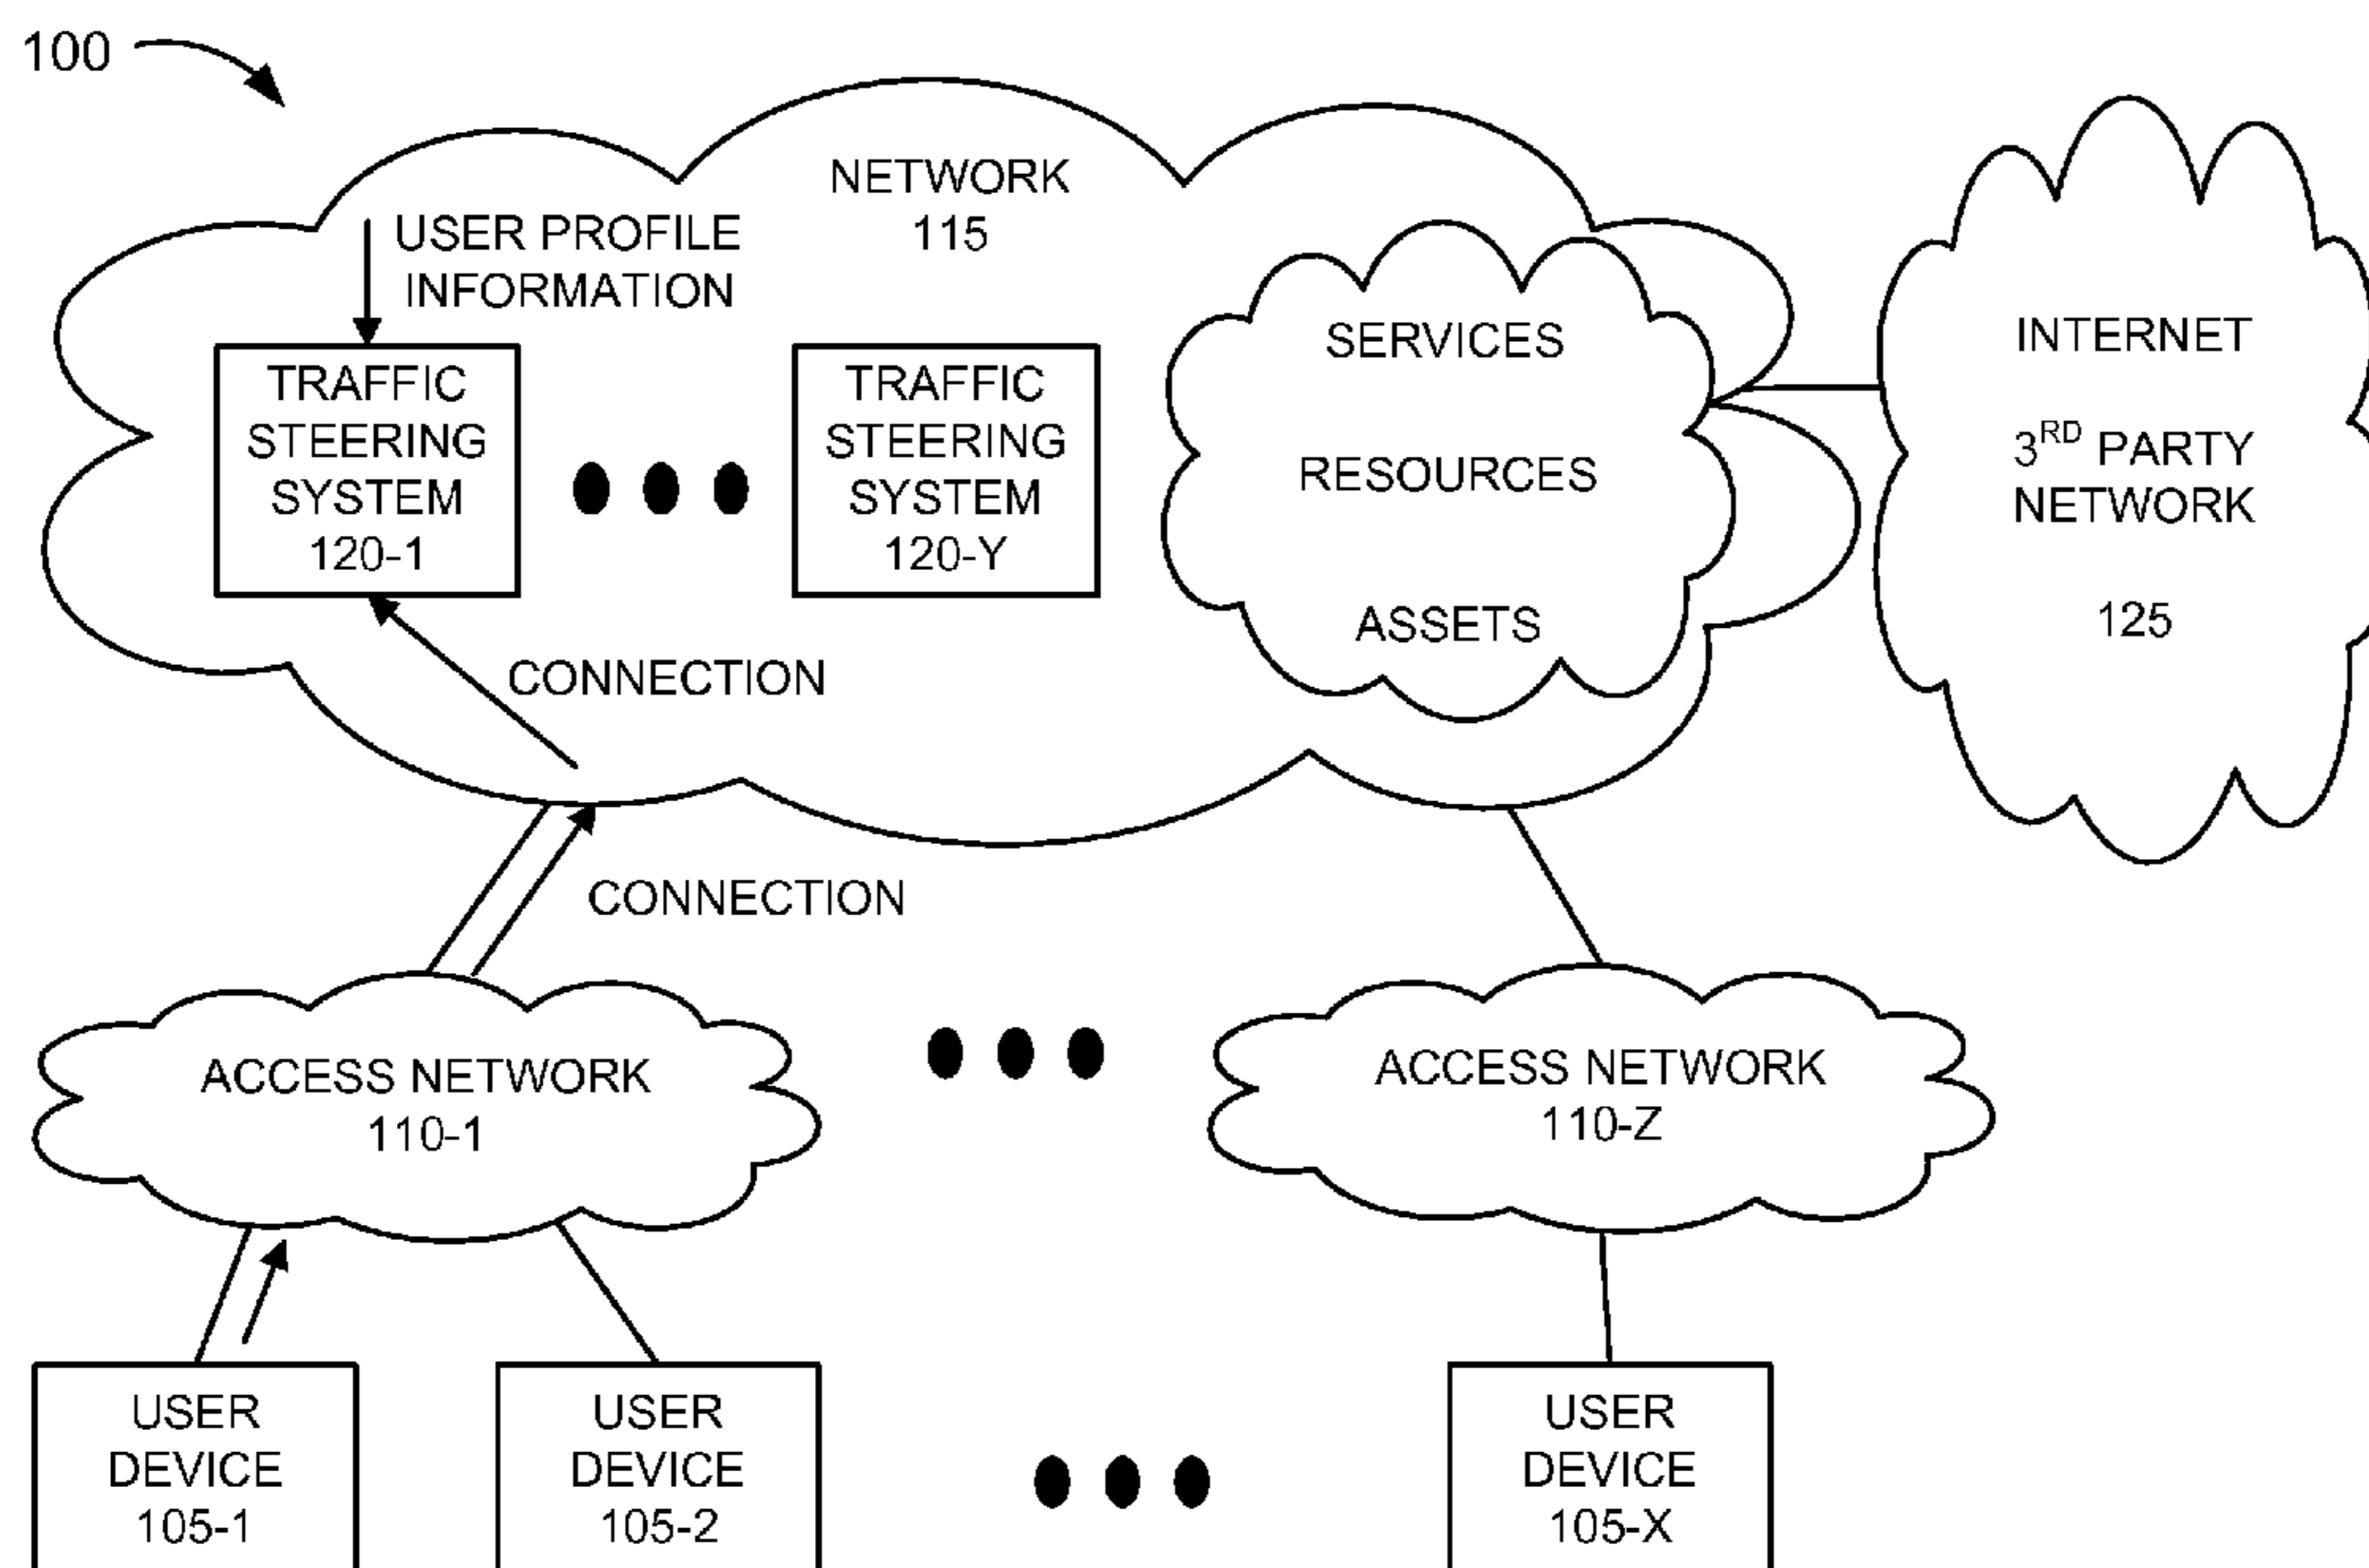 100
NETWORK
115
USER PROFILE
INFORMATION
TRAFFIC
STEERING
SYSTEM
120-1
TRAFFIC
STEERING
SYSTEM
120-Y
SERVICES
RESOURCES
ASSETS
INTERNET
3RD PARTY
NETWORK
125
CONNECTION
CONNECTION
ACCESS NETWORK
110-1
ACCESS NETWORK
110-Z
USER
DEVICE
105-1
USER
DEVICE
105-2
USER
DEVICE
105-X